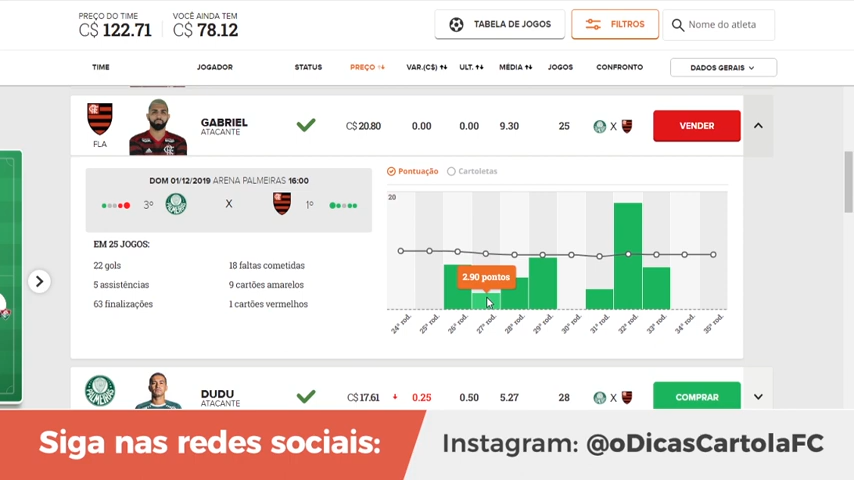 PREÇO DO TIME
C$ 122.71
VOCÊ AINDA TEM
C$ 78.12
TABELA DE JOGOS
FILTROS
Nome do atleta
TIME JOGADOR STATUS PREÇO VAR.(C$) ULT. MÉDIA JOGOS CONFRONTO DADOS GERAIS
FLA
GABRIEL
ATACANTE
C$ 20.80 0.00 0.00 9.30 25 X VENDER
DOM 01/12/2019 ARENA PALMEIRAS 16:00
3º X 1º
EM 25 JOGOS:
22 gols 18 faltas cometidas
5 assistências 9 cartões amarelos
63 finalizações 1 cartões vermelhos
Pontuação Cartoletas
20
2.90 pontos
24ª rod. 25ª rod. 26ª rod. 27ª rod. 28ª rod. 29ª rod. 30ª rod. 31ª rod. 32ª rod. 33ª rod. 34ª rod. 35ª rod.
DUDU
ATACANTE
C$ 17.61 0.25 0.50 5.27 28 X COMPRAR
Siga nas redes sociais:
Instagram: @oDicasCartolaFC